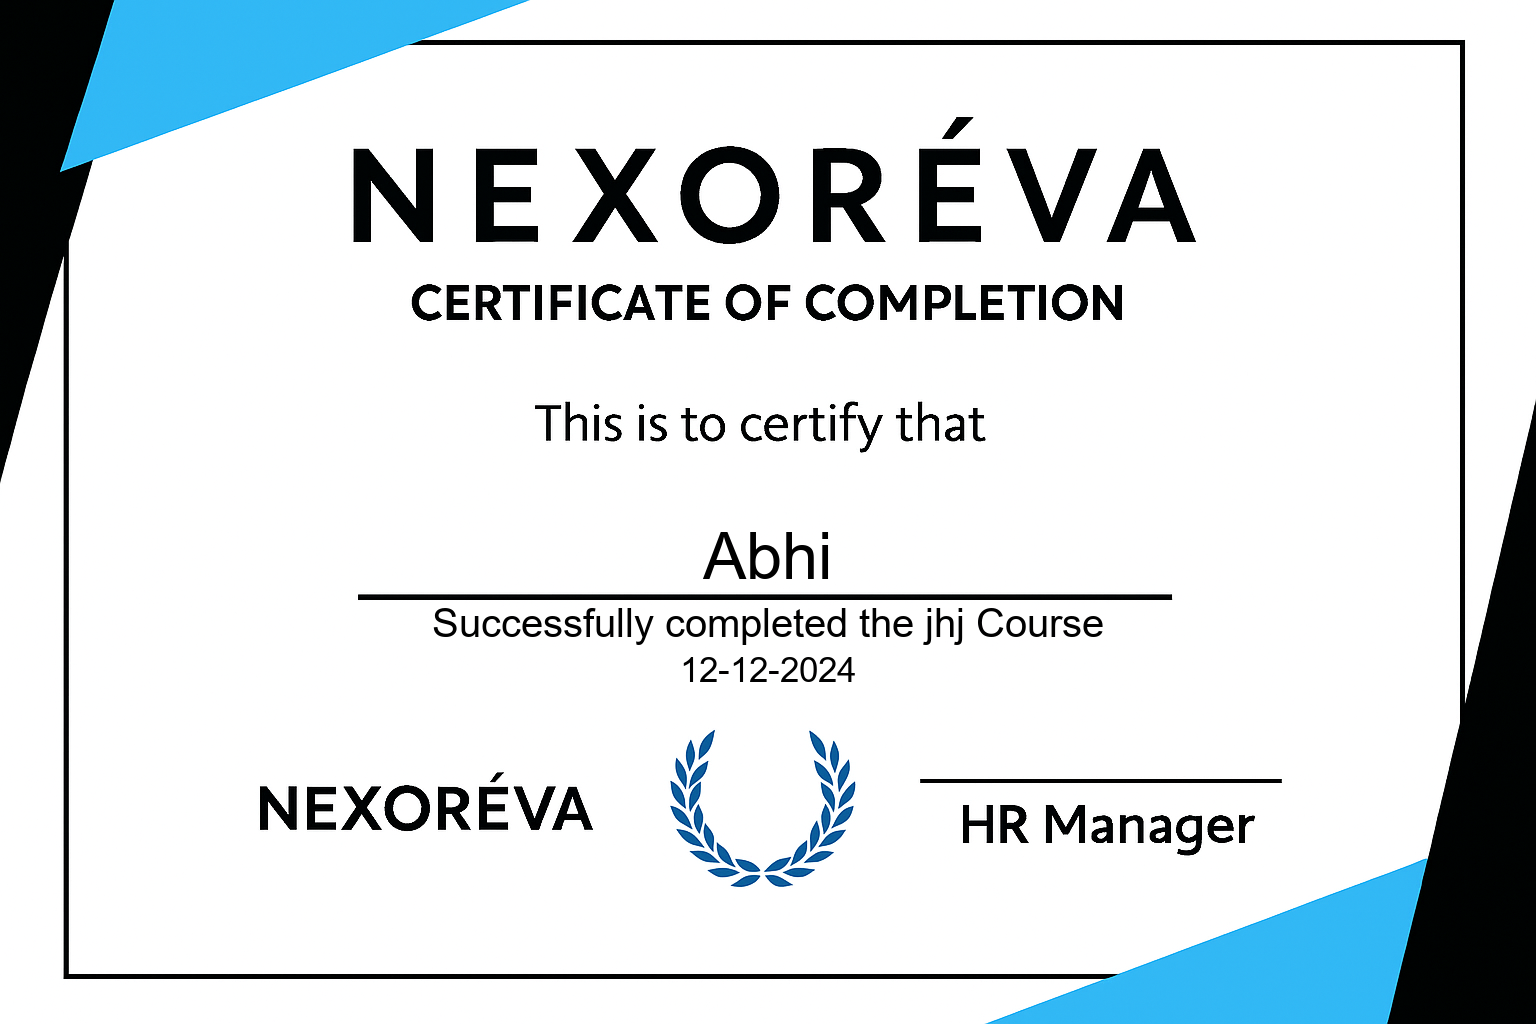 NEXORÉVA
CERTIFICATE OF COMPLETION
This is to certify that
Abhi
Successfully completed the jhj Course
12-12-2024
NEXORÉVA
HR Manager